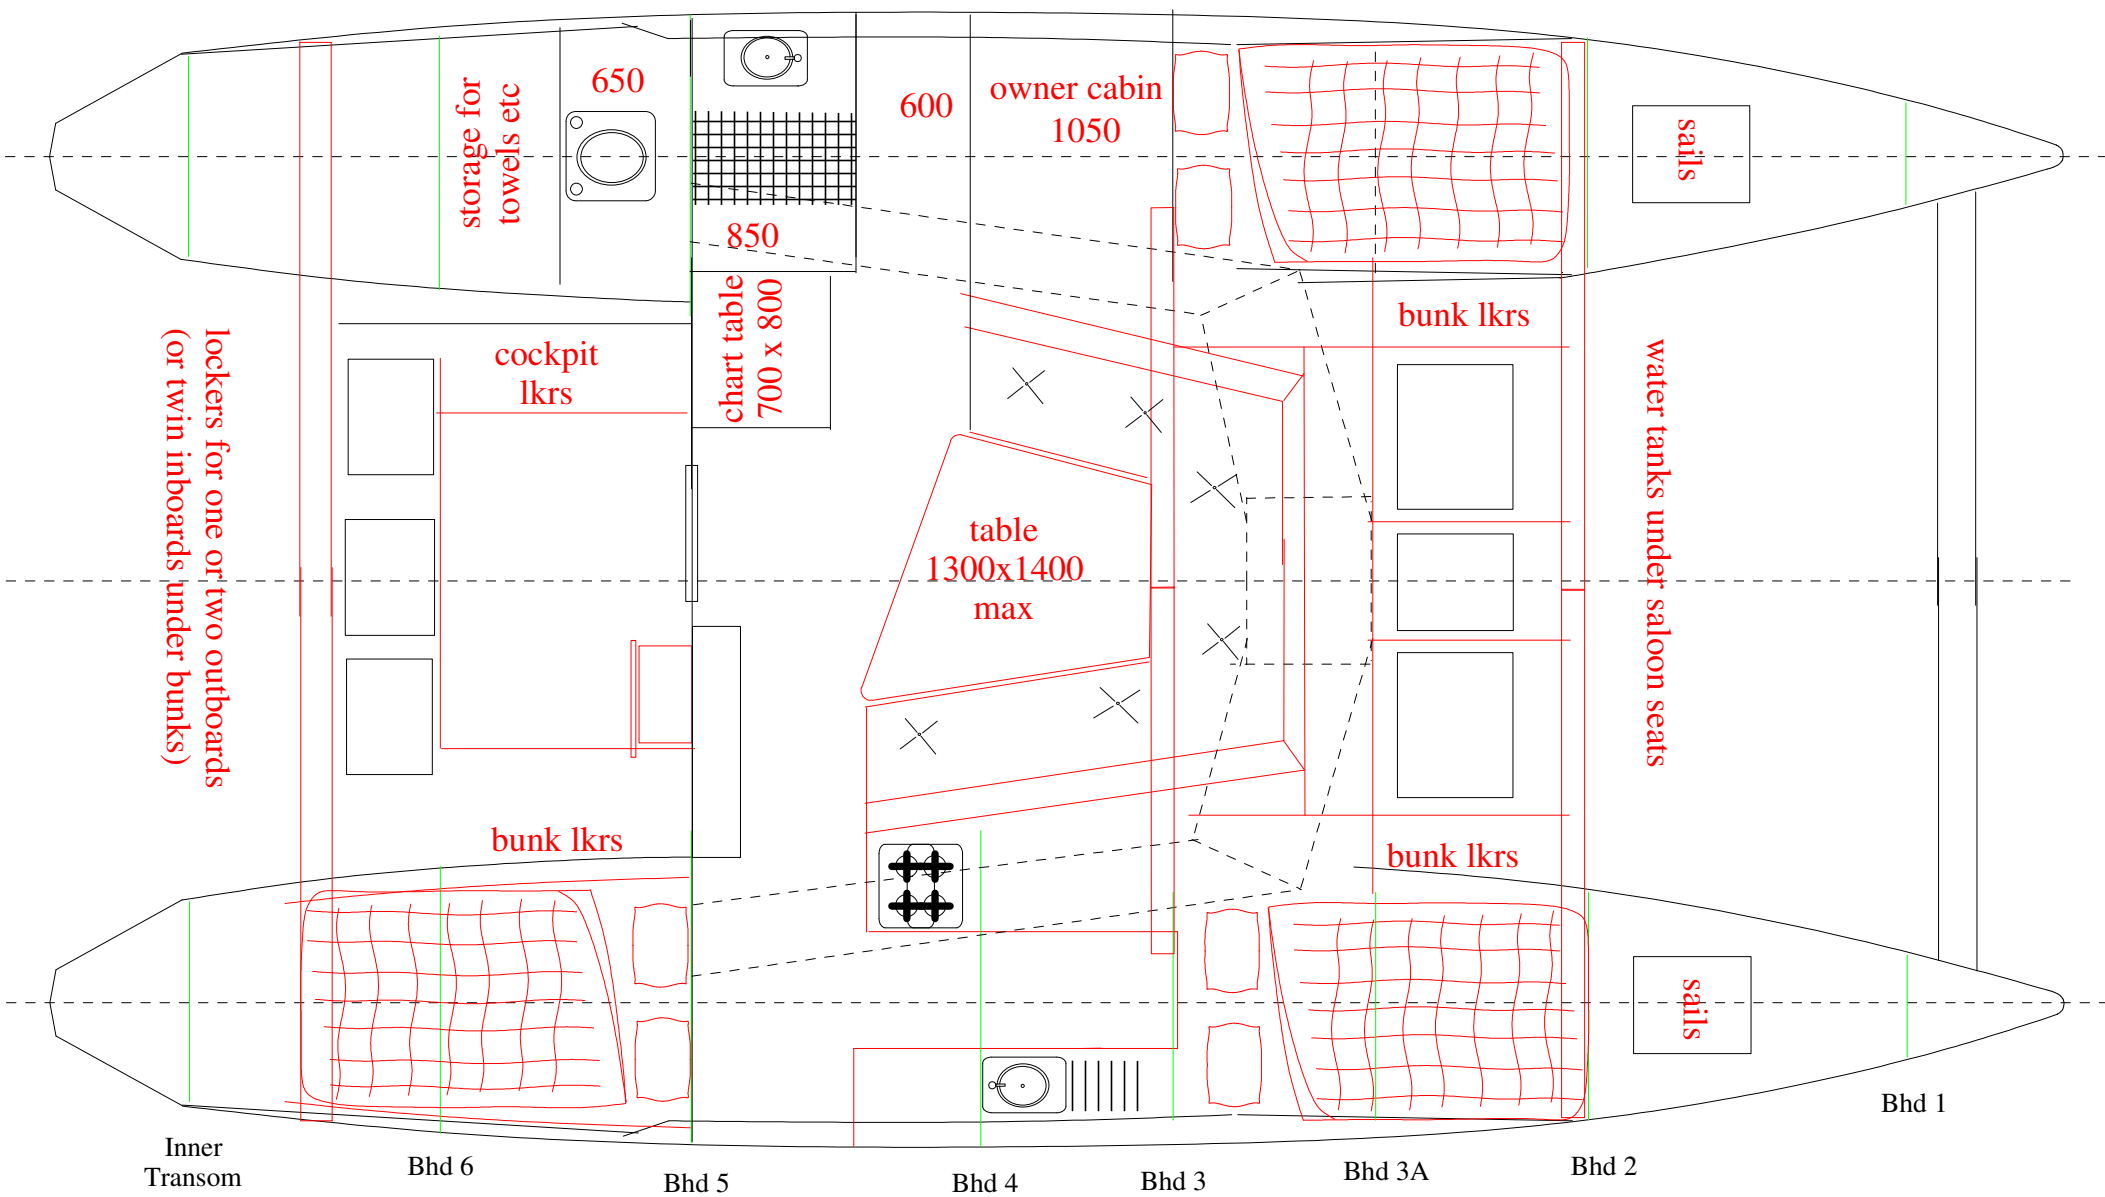 storage for
towels etc
650
850
600
owner cabin
1050
sails
chart table
700 x 800
bunk lkrs
cockpit
lkrs
lockers for one or two outboards
(or twin inboards under bunks)
table
1300x1400
max
water tanks under saloon seats
bunk lkrs
bunk lkrs
sails
Inner
Transom
Bhd 6
Bhd 5
Bhd 4
Bhd 3
Bhd 3A
Bhd 2
Bhd 1